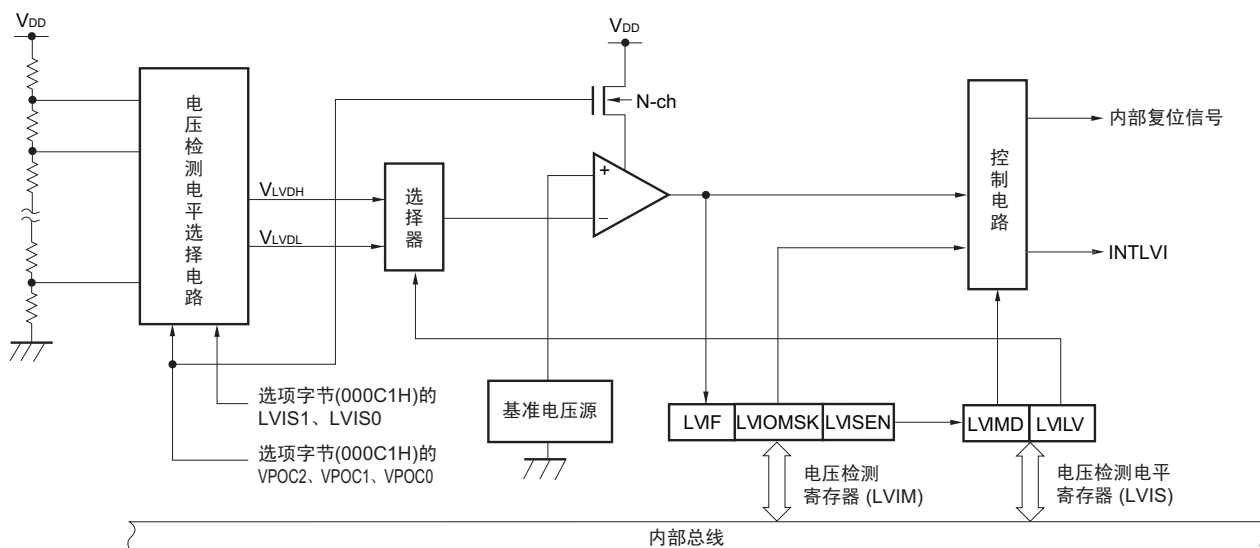 VDD
VDD
N-ch
电压检测电平选择电路
VLVDH
VLVDL
选择器
+
−
控制电路
内部复位信号
INTLVI
选项字节(000C1H)的
LVIS1、LVIS0
选项字节(000C1H)的
VPOC2、VPOC1、VPOC0
基准电压源
LVIF
LVIOMSK
LVISEN
LVIMD
LVILV
电压检测
寄存器 (LVIM)
电压检测电平
寄存器 (LVIS)
内部总线